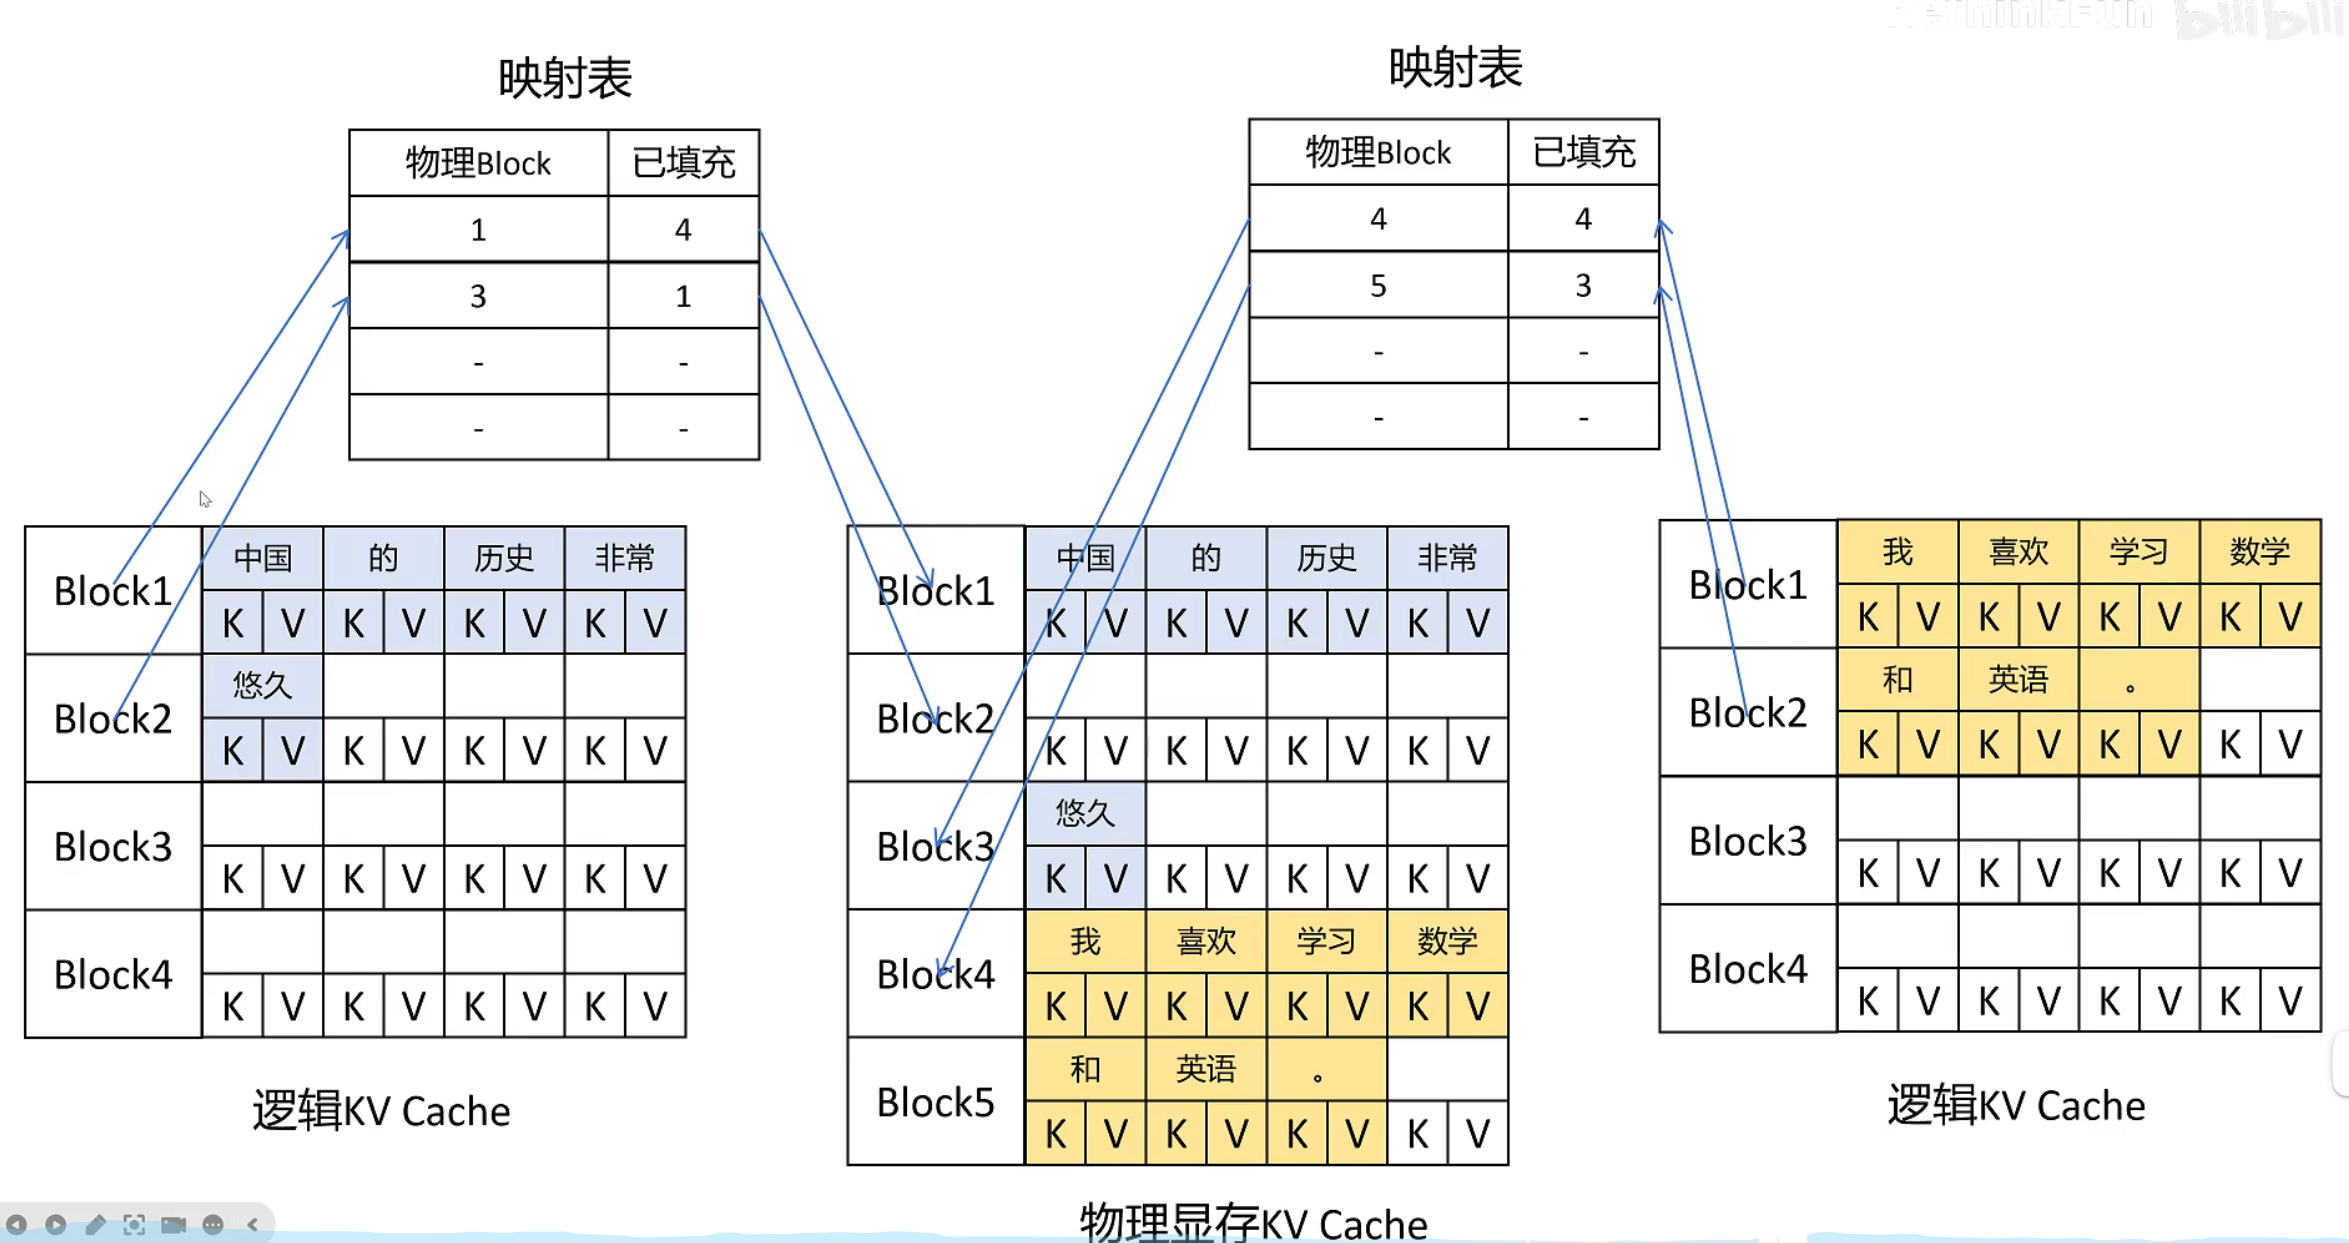 RethinkFun bilibili
映射表
物理Block 已填充
1 4
3 1
- -
- -
映射表
物理Block 已填充
4 4
5 3
- -
- -
Block1 中国 的 历史 非常
K V K V K V K V
Block2 悠久
K V K V K V K V
Block3
K V K V K V K V
Block4
K V K V K V K V
逻辑KV Cache
Block1 中国 的 历史 非常
K V K V K V K V
Block2
K V K V K V K V
Block3 悠久
K V K V K V K V
Block4 我 喜欢 学习 数学
K V K V K V K V
Block5 和 英语 。
K V K V K V K V
物理显存KV Cache
Block1 我 喜欢 学习 数学
K V K V K V K V
Block2 和 英语 。
K V K V K V K V
Block3
K V K V K V K V
Block4
K V K V K V K V
逻辑KV Cache